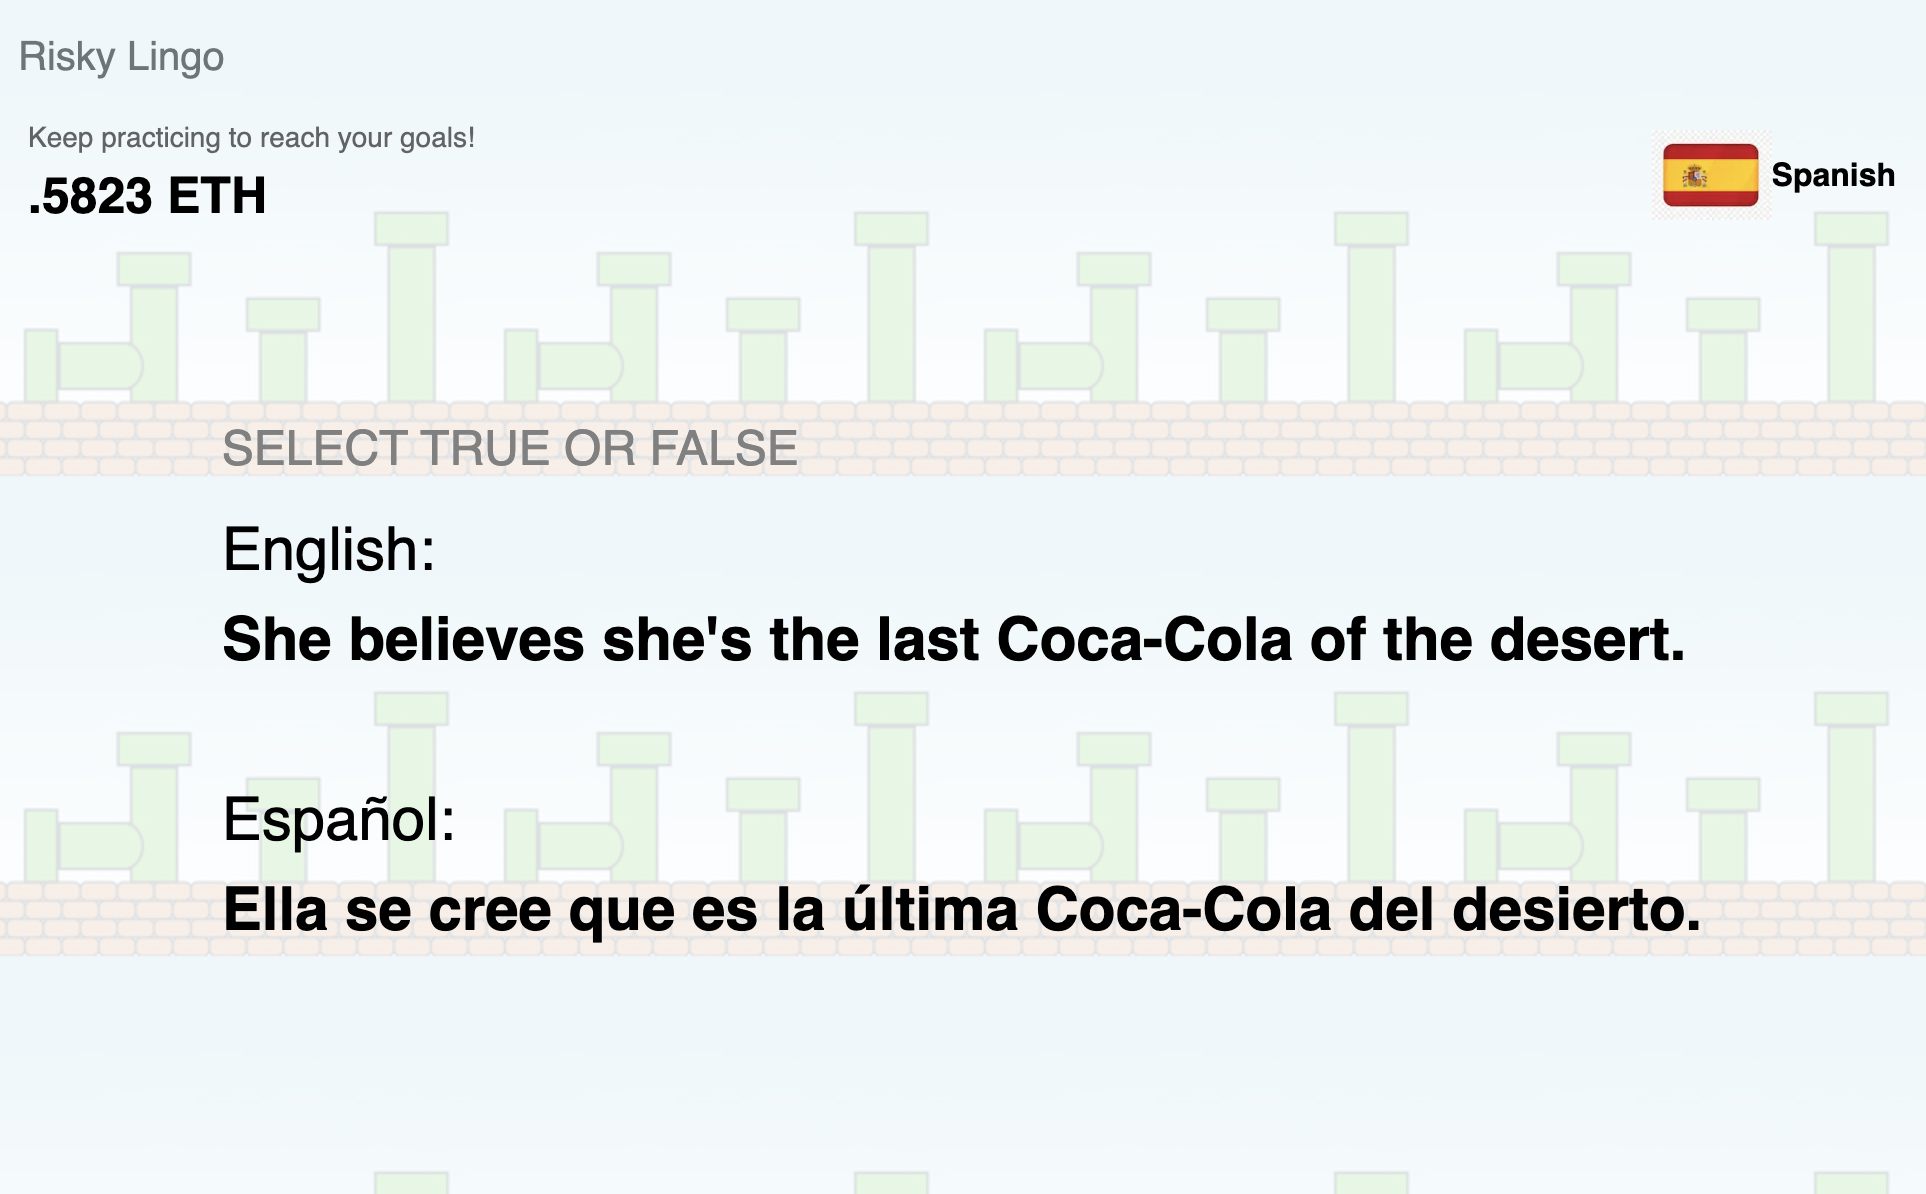 Risky Lingo
Keep practicing to reach your goals!
.5823 ETH
Spanish
SELECT TRUE OR FALSE
English:
She believes she's the last Coca-Cola of the desert.
Español:
Ella se cree que es la última Coca-Cola del desierto.